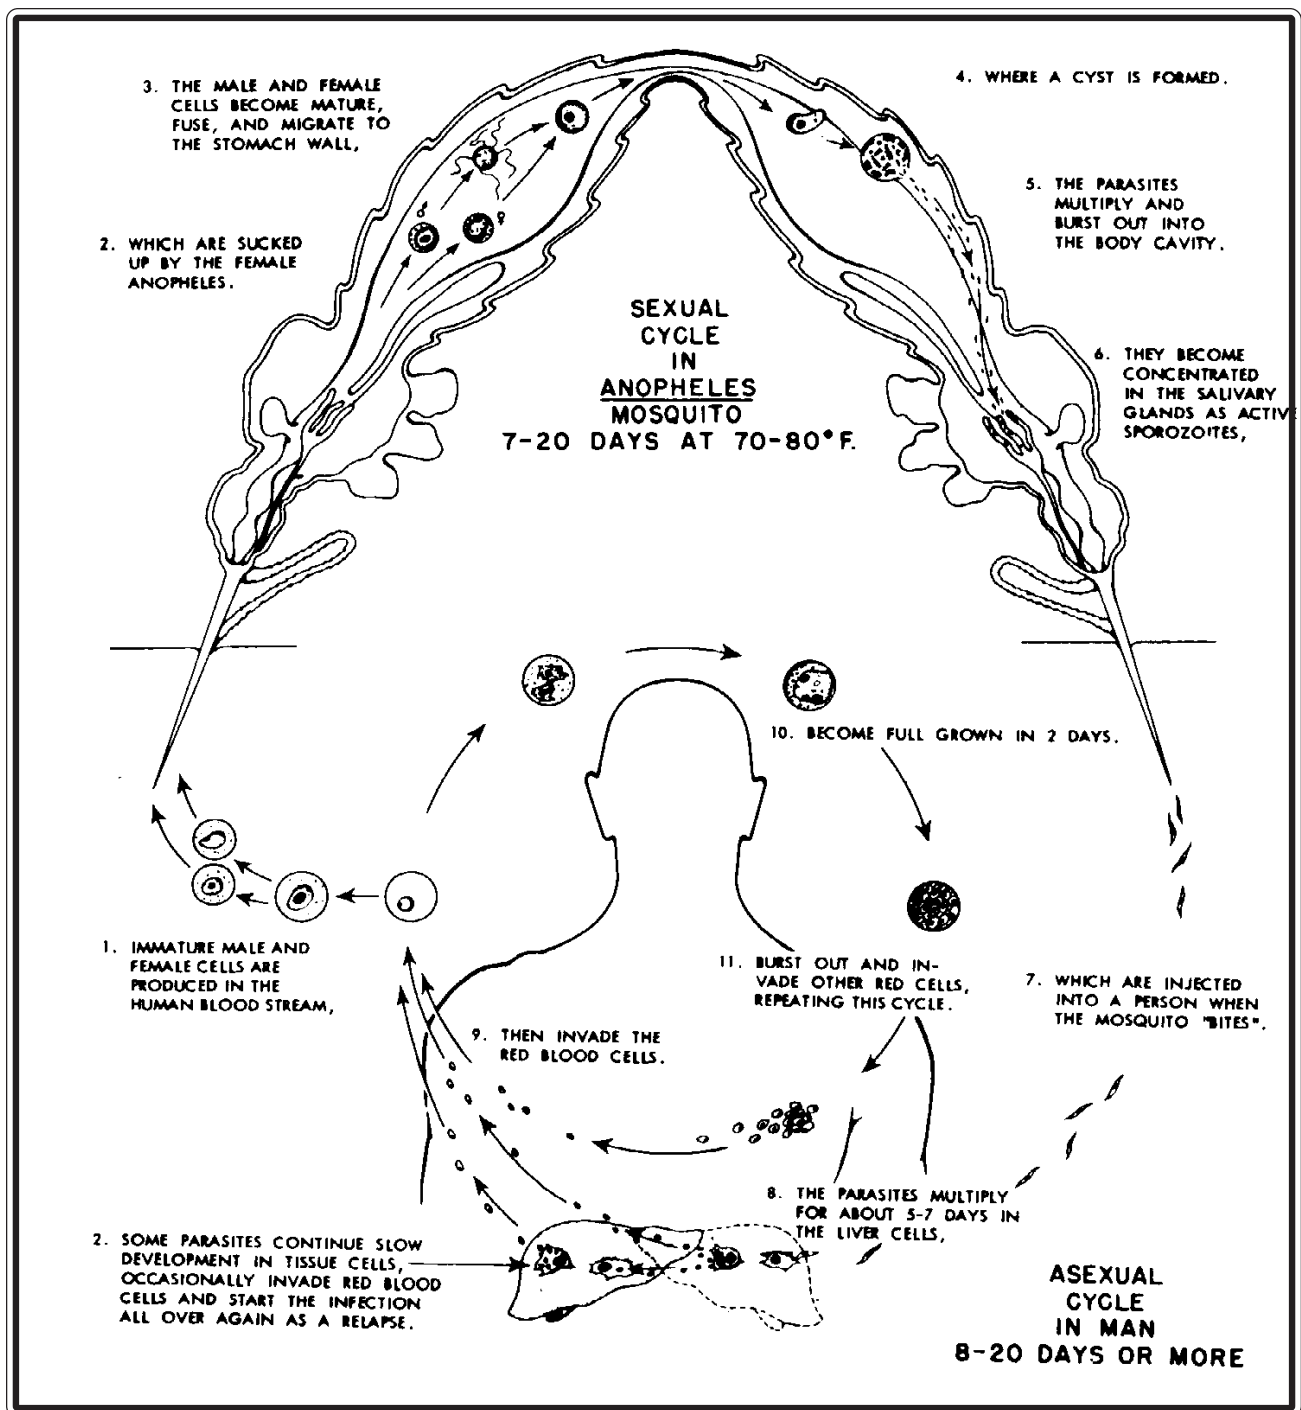 3. THE MALE AND FEMALE
CELLS BECOME MATURE,
FUSE, AND MIGRATE TO
THE STOMACH WALL,
4. WHERE A CYST IS FORMED.
♂
♀
2. WHICH ARE SUCKED
UP BY THE FEMALE
ANOPHELES.
5. THE PARASITES
MULTIPLY AND
BURST OUT INTO
THE BODY CAVITY.
SEXUAL
CYCLE
IN
ANOPHELES
MOSQUITO
7-20 DAYS AT 70-80°F.
6. THEY BECOME
CONCENTRATED
IN THE SALIVARY
GLANDS AS ACTIVE
SPOROZOITES,
10. BECOME FULL GROWN IN 2 DAYS.
1. IMMATURE MALE AND
FEMALE CELLS ARE
PRODUCED IN THE
HUMAN BLOOD STREAM,
11. BURST OUT AND IN-
VADE OTHER RED CELLS,
REPEATING THIS CYCLE.
7. WHICH ARE INJECTED
INTO A PERSON WHEN
THE MOSQUITO "BITES".
9. THEN INVADE THE
RED BLOOD CELLS.
8. THE PARASITES MULTIPLY
FOR ABOUT 5-7 DAYS IN
THE LIVER CELLS,
2. SOME PARASITES CONTINUE SLOW
DEVELOPMENT IN TISSUE CELLS,
OCCASIONALLY INVADE RED BLOOD
CELLS AND START THE INFECTION
ALL OVER AGAIN AS A RELAPSE.
ASEXUAL
CYCLE
IN MAN
8-20 DAYS OR MORE